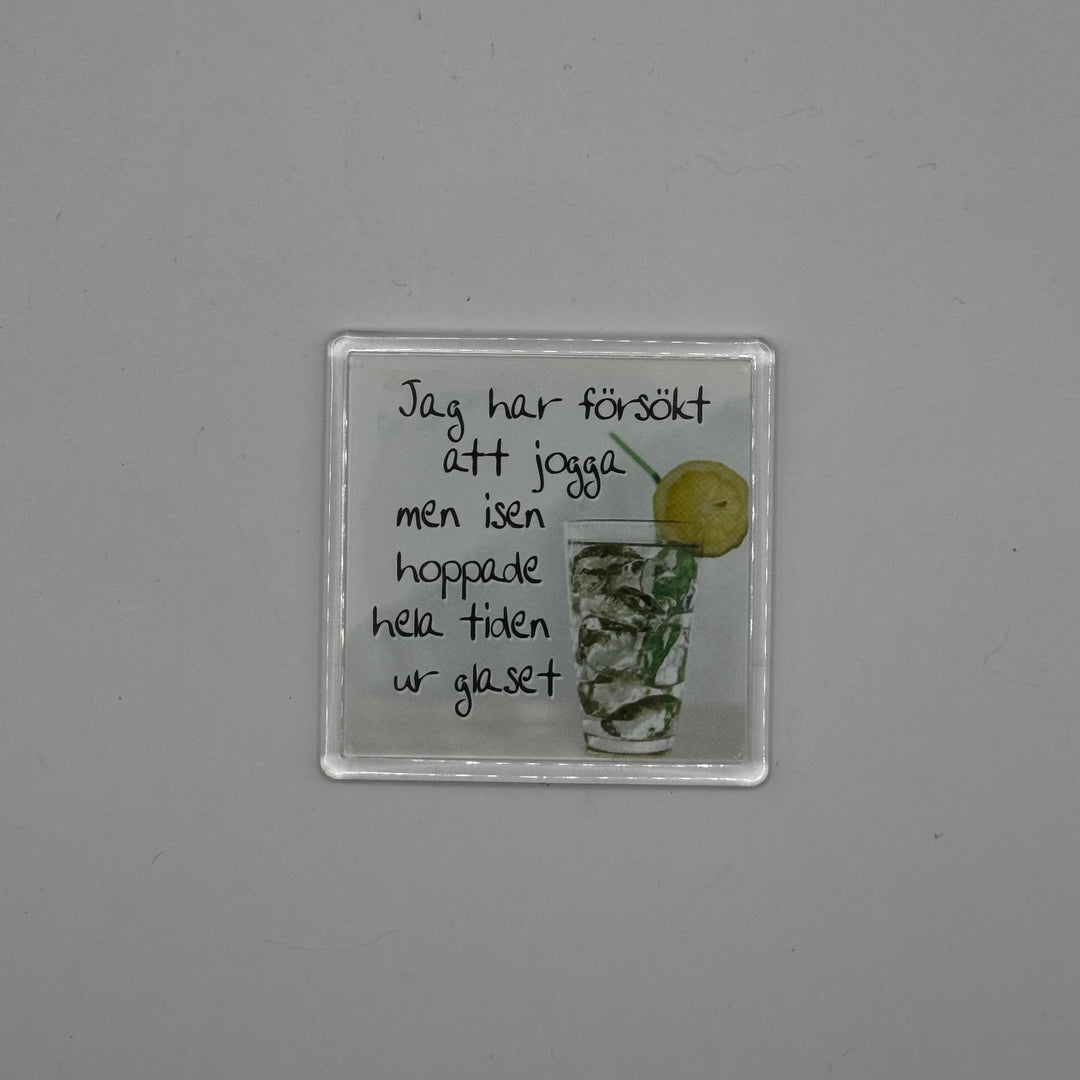 Jag har försökt
att jogga
men isen
hoppade
hela tiden
ur glaset